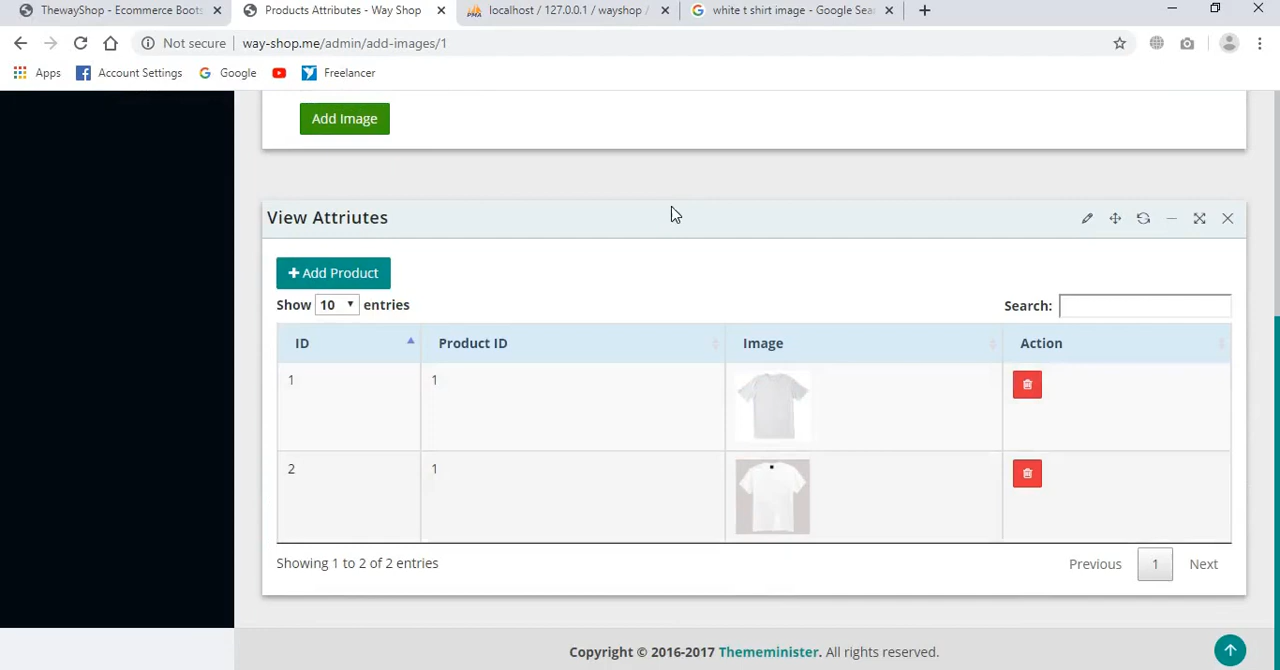 ThewayShop - Ecommerce Boots
Products Attributes - Way Shop
localhost / 127.0.0.1 / wayshop /
white t shirt image - Google Sea
Not secure
way-shop.me/admin/add-images/1
Apps
Account Settings
Google
Freelancer
Add Image
View Attriutes
+ Add Product
Show 10 entries
Search:
ID Product ID Image Action
1 1
2 1
Showing 1 to 2 of 2 entries
Previous 1 Next
Copyright © 2016-2017 Thememinister. All rights reserved.